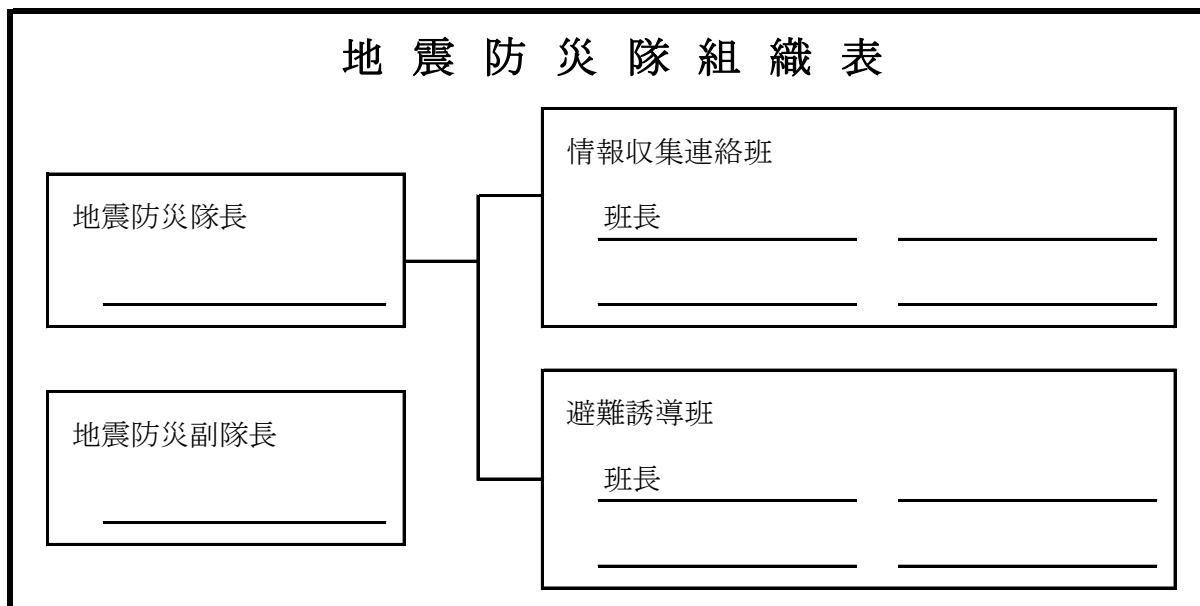 地震防災隊組織表
地震防災隊長
地震防災副隊長
情報収集連絡班
班長
避難誘導班
班長